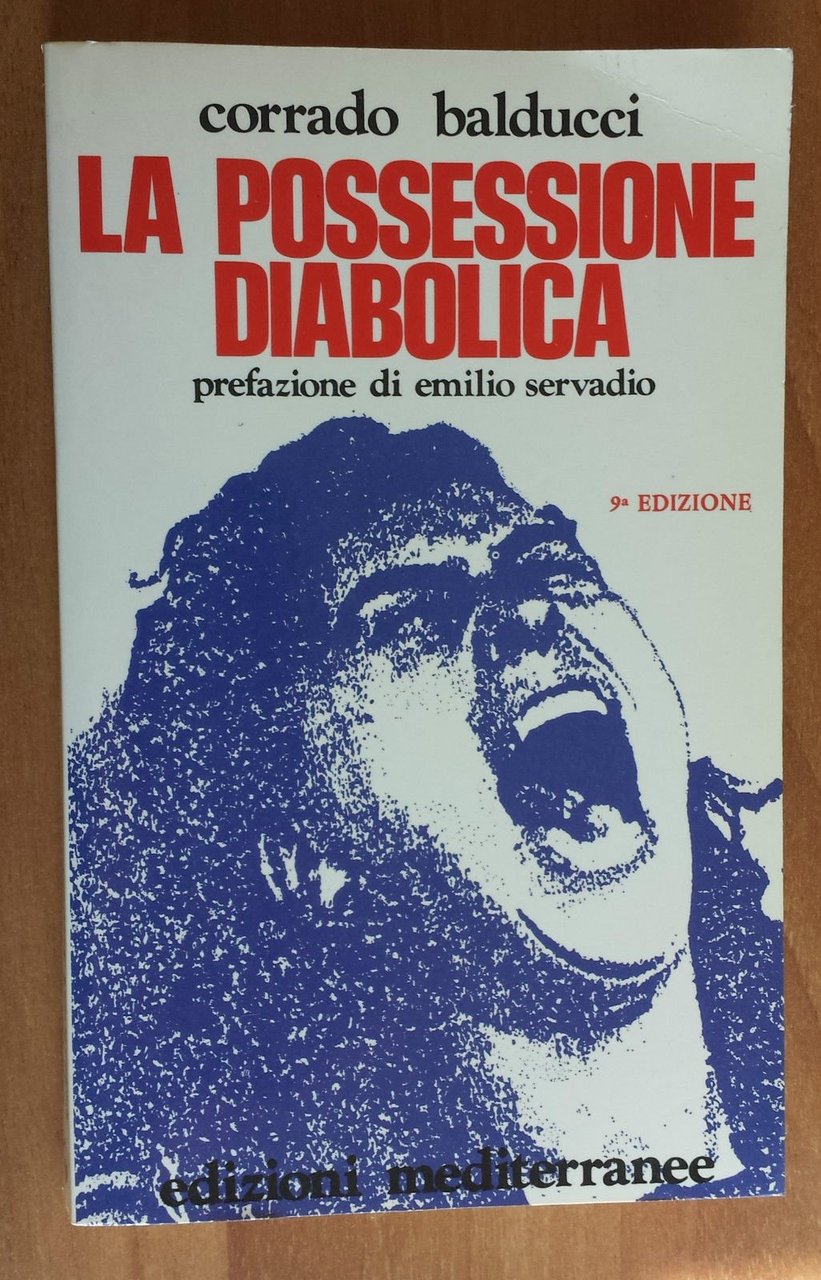 corrado balducci
LA POSSESSIONE
DIABOLICA
prefazione di emilio servadio
9ª EDIZIONE
edizioni mediterranee